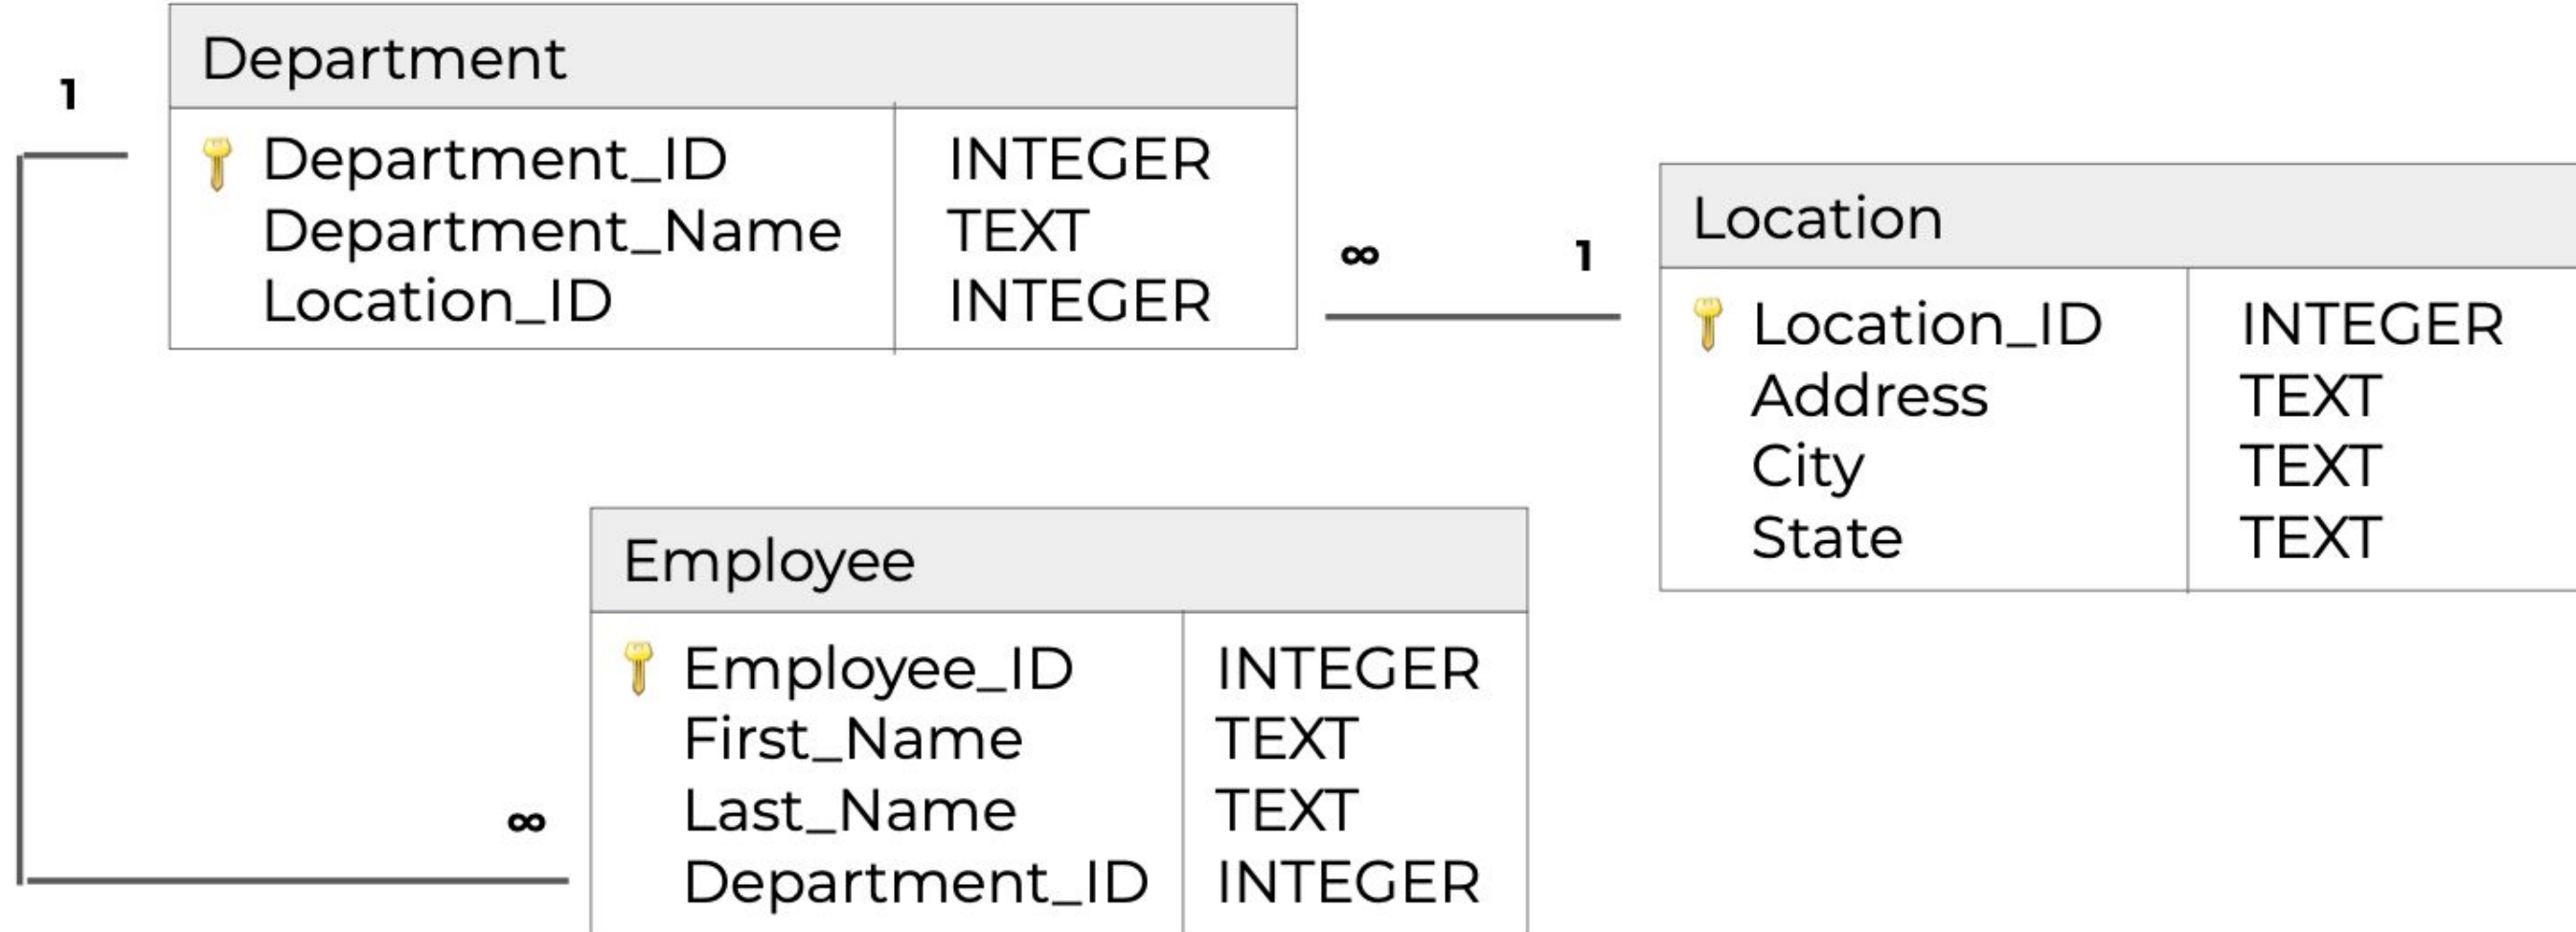 Department
1
Department_ID INTEGER
Department_Name TEXT
Location_ID INTEGER
∞ 1
Location
Location_ID INTEGER
Address TEXT
City TEXT
State TEXT
Employee
Employee_ID INTEGER
First_Name TEXT
Last_Name TEXT
∞
Department_ID INTEGER